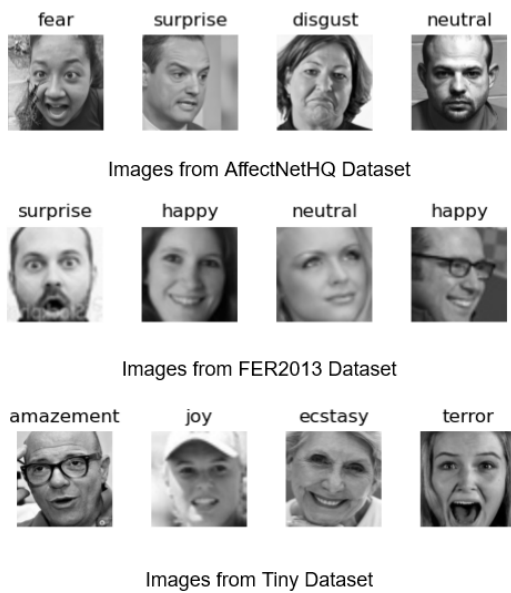 fear surprise disgust neutral
Images from AffectNetHQ Dataset
surprise happy neutral happy
Images from FER2013 Dataset
amazement joy ecstasy terror
Images from Tiny Dataset